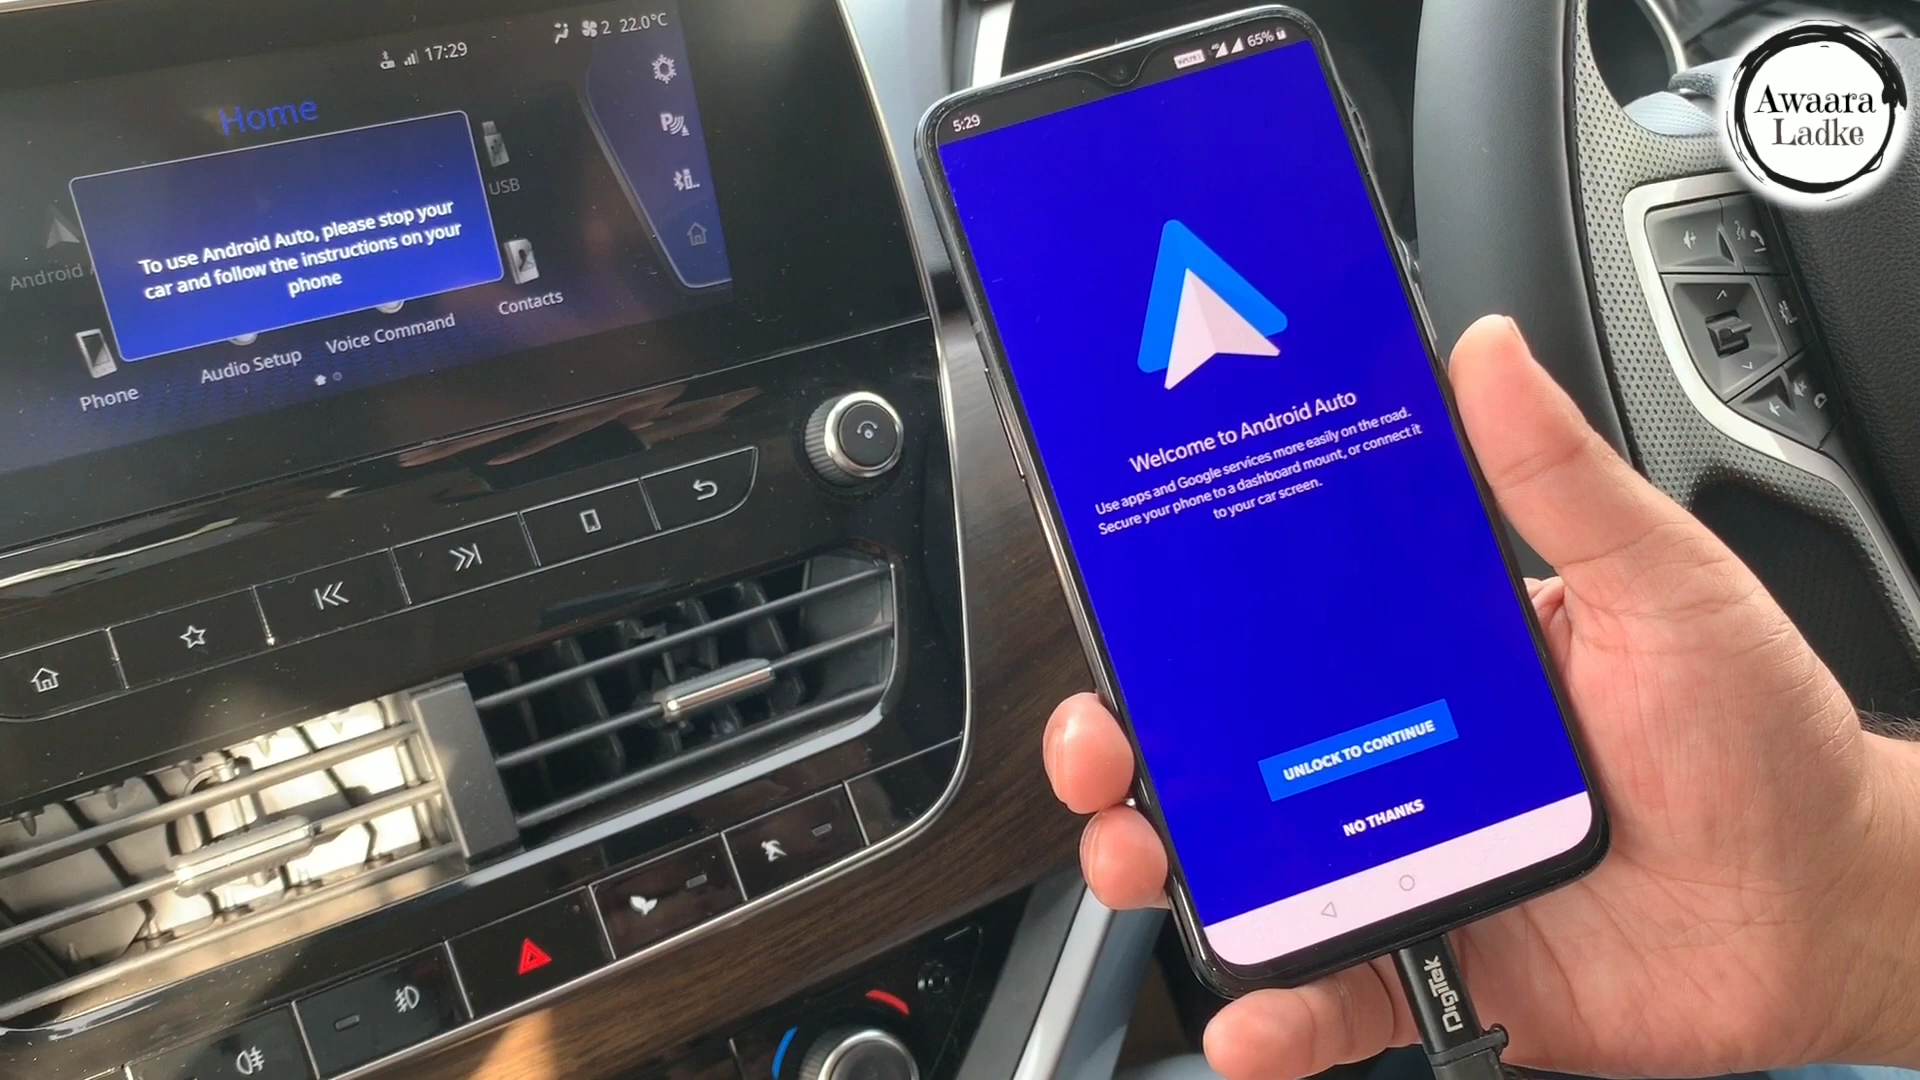 17:29
2 22.0°C
Home
USB
To use Android Auto, please stop your
car and follow the instructions on your
phone
Android
Contacts
Voice Command
Audio Setup
Phone
5:29
65%
Welcome to Android Auto
Use apps and Google services more easily on the road.
Secure your phone to a dashboard mount, or connect it
to your car screen.
UNLOCK TO CONTINUE
NO THANKS
DigiTek
Awaara
Ladke